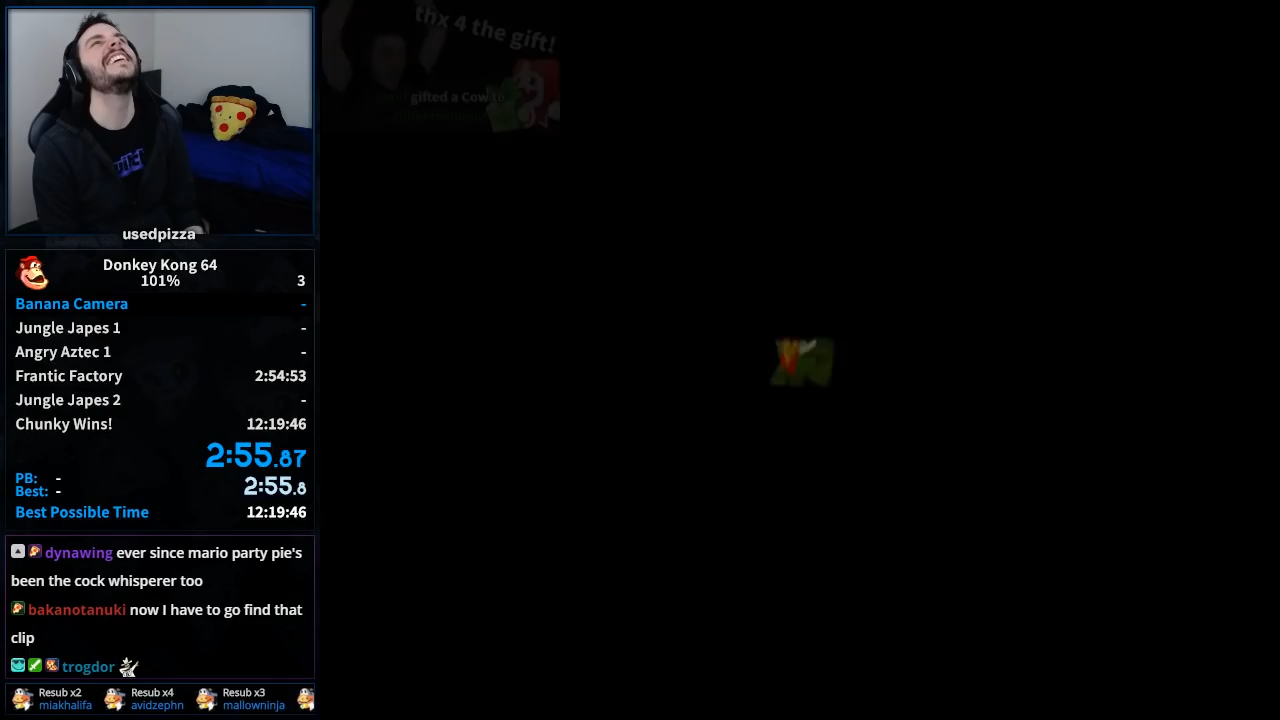 thx 4 the gift!
gifted a Cow to
usedpizza
Donkey Kong 64
101% 3
Banana Camera -
Jungle Japes 1 -
Angry Aztec 1 -
Frantic Factory 2:54:53
Jungle Japes 2 -
Chunky Wins! 12:19:46
2:55.87
PB: -
Best: - 2:55.8
Best Possible Time 12:19:46
dynawing ever since mario party pie's
been the cock whisperer too
bakanotanuki now I have to go find that
clip
trogdor
Resub x2 Resub x4 Resub x3
miakhalifa avidzephn mallowninja